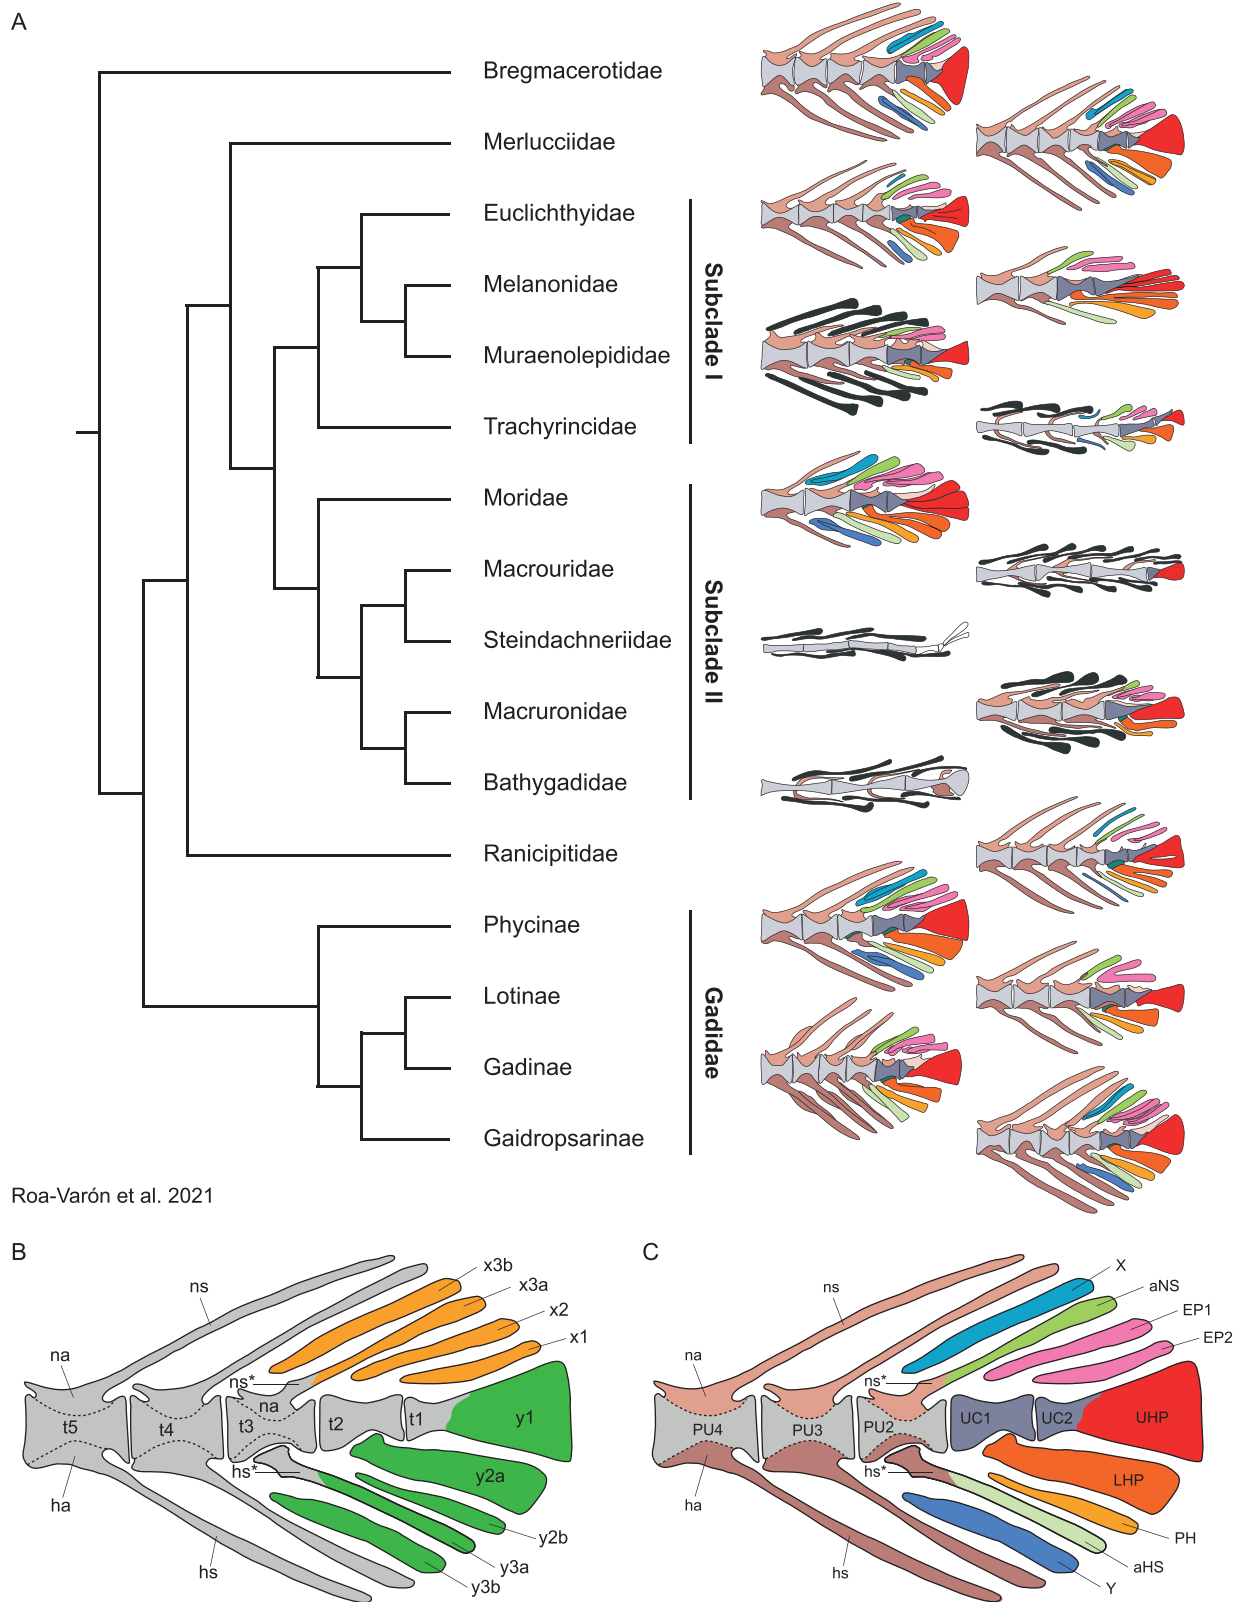 A
Bregmacerotidae
Merlucciidae
Euclichthyidae
Melanonidae
Muraenolepididae
Trachyrincidae
Subclade I
Moridae
Macrouridae
Steindachneriidae
Macruronidae
Bathygadidae
Subclade II
Ranicipitidae
Phycinae
Lotinae
Gadinae
Gaidropsarinae
Gadidae
Roa-Varón et al. 2021
B
ns
na
ns*
na
t5
t4
t3
t2
t1
hs*
ha
hs
x3b
x3a
x2
x1
y1
y2a
y2b
y3a
y3b
C
ns
na
ns*
PU4
PU3
PU2
UC1
UC2
hs*
ha
hs
X
aNS
EP1
EP2
UHP
LHP
PH
aHS
Y